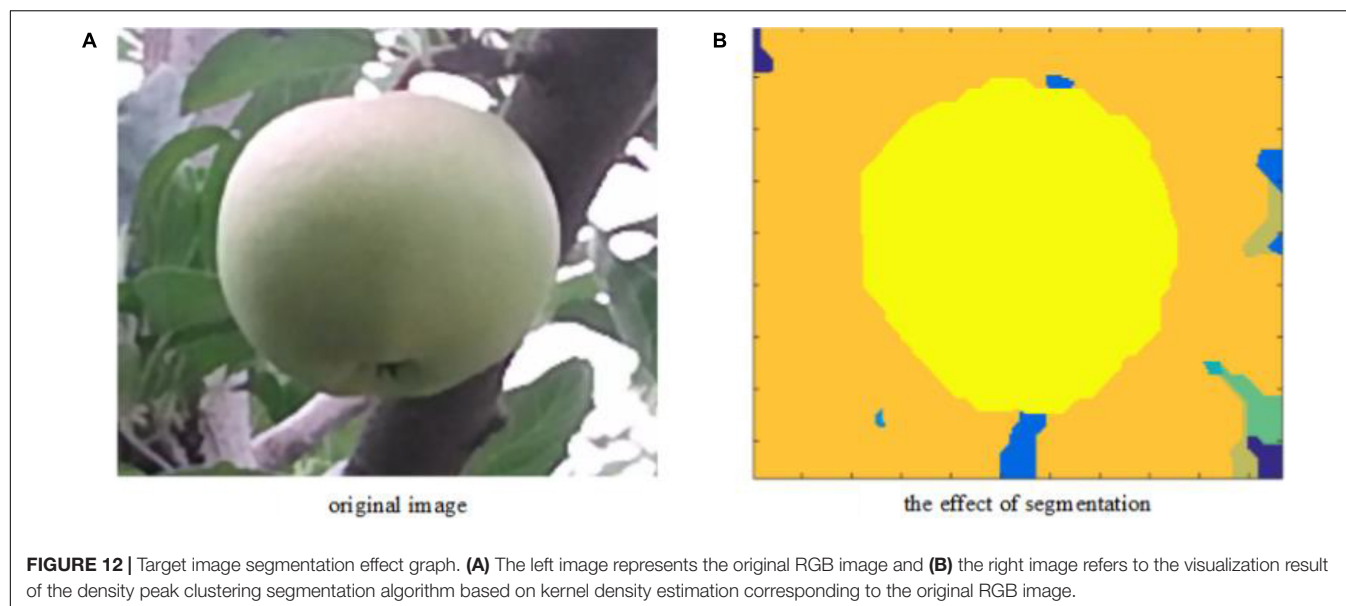 A
B
original image
the effect of segmentation
FIGURE 12 | Target image segmentation effect graph. (A) The left image represents the original RGB image and (B) the right image refers to the visualization result
of the density peak clustering segmentation algorithm based on kernel density estimation corresponding to the original RGB image.